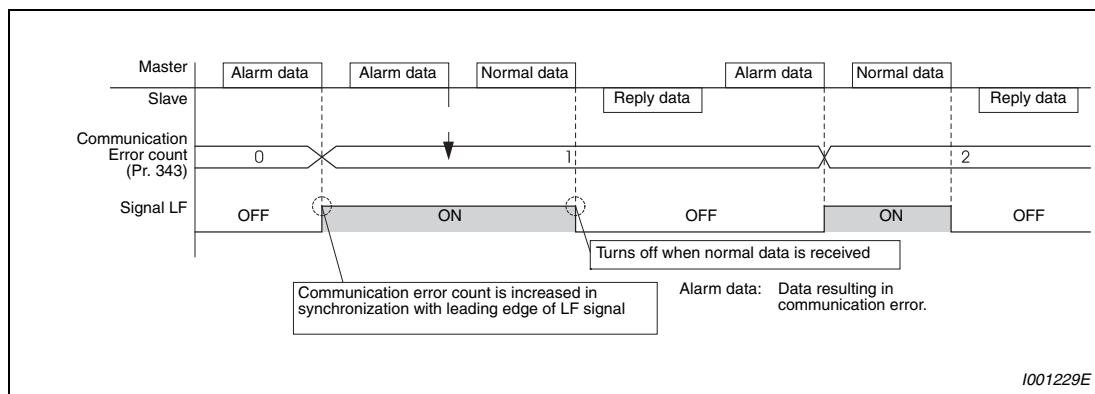 Master
Alarm data
Alarm data
Normal data
Alarm data
Normal data
Slave
Reply data
Reply data
Communication
Error count
(Pr. 343)
0
1
2
Signal LF
OFF
ON
OFF
ON
OFF
Turns off when normal data is received
Communication error count is increased in
synchronization with leading edge of LF signal
Alarm data: Data resulting in
communication error.
I001229E